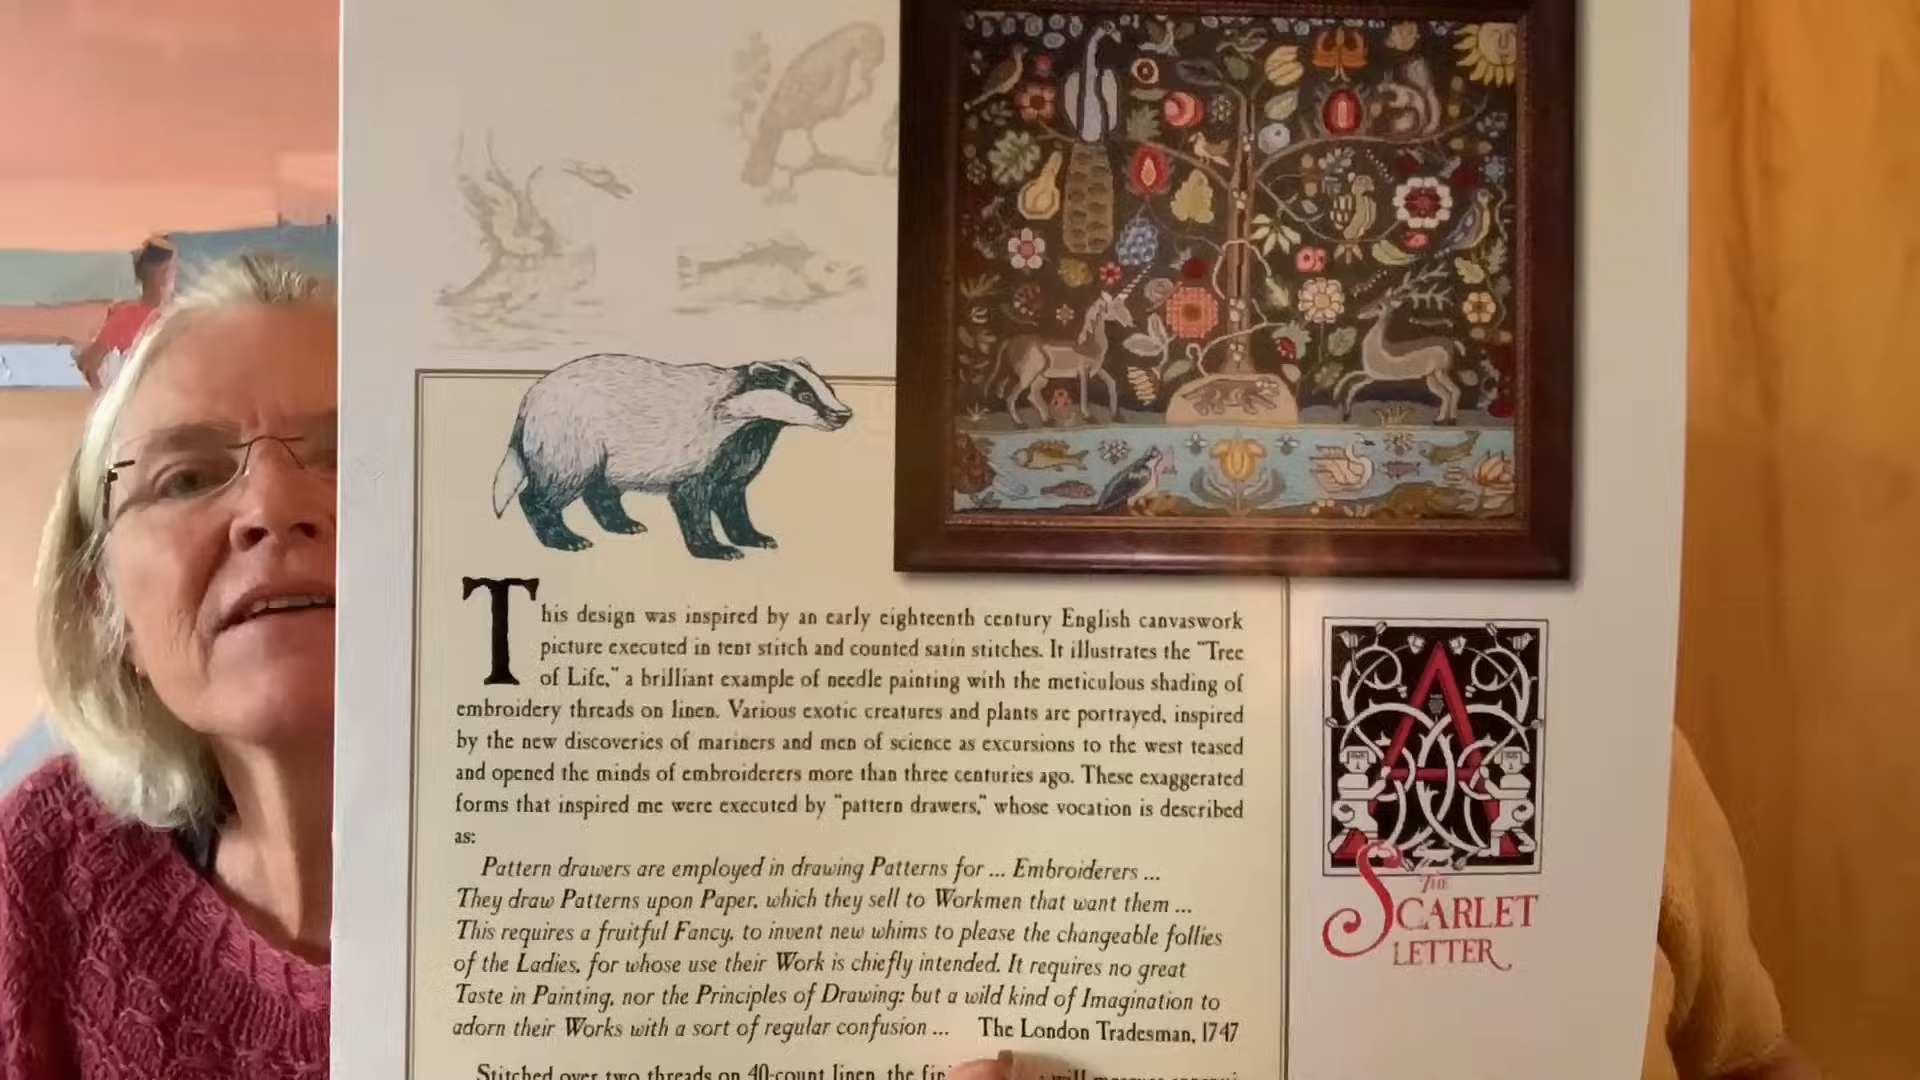 This design was inspired by an early eighteenth century English canvaswork
picture executed in tent stitch and counted satin stitches. It illustrates the "Tree
of Life," a brilliant example of needle painting with the meticulous shading of
embroidery threads on linen. Various exotic creatures and plants are portrayed, inspired
by the new discoveries of mariners and men of science as excursions to the west teased
and opened the minds of embroiderers more than three centuries ago. These exaggerated
forms that inspired me were executed by "pattern drawers," whose vocation is described
as:
Pattern drawers are employed in drawing Patterns for ... Embroiderers ...
They draw Patterns upon Paper, which they sell to Workmen that want them ...
This requires a fruitful Fancy, to invent new whims to please the changeable follies
of the Ladies, for whose use their Work is chiefly intended. It requires no great
Taste in Painting, nor the Principles of Drawing; but a wild kind of Imagination to
adorn their Works with a sort of regular confusion ... The London Tradesman, 1747
Stitched over two threads on 40-count linen, the
A
THE
SCARLET
LETTER